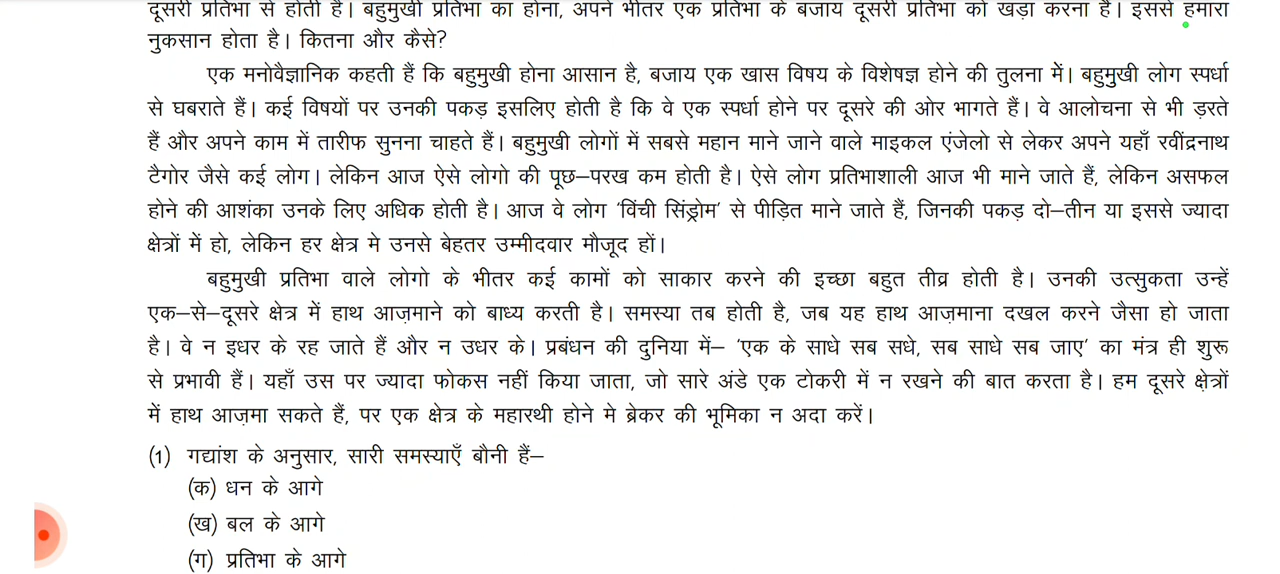 दूसरी प्रतिभा से होती है। बहुमुखी प्रतिभा का होना, अपने भीतर एक प्रतिभा के बजाय दूसरी प्रतिभा को खड़ा करना है। इससे हमारा
नुकसान होता है। कितना और कैसे?
एक मनोवैज्ञानिक कहती हैं कि बहुमुखी होना आसान है, बजाय एक खास विषय के विशेषज्ञ होने की तुलना में। बहुमुखी लोग स्पर्धा
से घबराते हैं। कई विषयों पर उनकी पकड़ इसलिए होती है कि वे एक स्पर्धा होने पर दूसरे की ओर भागते हैं। वे आलोचना से भी ड़रते
हैं और अपने काम में तारीफ सुनना चाहते हैं। बहुमुखी लोगों में सबसे महान माने जाने वाले माइकल एंजेलो से लेकर अपने यहाँ रवींद्रनाथ
टैगोर जैसे कई लोग। लेकिन आज ऐसे लोगो की पूछ–परख कम होती है। ऐसे लोग प्रतिभाशाली आज भी माने जाते हैं, लेकिन असफल
होने की आशंका उनके लिए अधिक होती है। आज वे लोग 'विंची सिंड्रोम' से पीड़ित माने जाते हैं, जिनकी पकड़ दो–तीन या इससे ज्यादा
क्षेत्रों में हो, लेकिन हर क्षेत्र मे उनसे बेहतर उम्मीदवार मौजूद हों।
बहुमुखी प्रतिभा वाले लोगो के भीतर कई कामों को साकार करने की इच्छा बहुत तीव्र होती है। उनकी उत्सुकता उन्हें
एक–से–दूसरे क्षेत्र में हाथ आज़माने को बाध्य करती है। समस्या तब होती है, जब यह हाथ आज़माना दखल करने जैसा हो जाता
है। वे न इधर के रह जाते हैं और न उधर के। प्रबंधन की दुनिया में– 'एक के साधे सब सधे, सब साधे सब जाए' का मंत्र ही शुरू
से प्रभावी हैं। यहाँ उस पर ज्यादा फोकस नहीं किया जाता, जो सारे अंडे एक टोकरी में न रखने की बात करता है। हम दूसरे क्षेत्रों
में हाथ आज़मा सकते हैं, पर एक क्षेत्र के महारथी होने मे ब्रेकर की भूमिका न अदा करें।
(1) गद्यांश के अनुसार, सारी समस्याएँ बौनी हैं–
(क) धन के आगे
(ख) बल के आगे
(ग) प्रतिभा के आगे